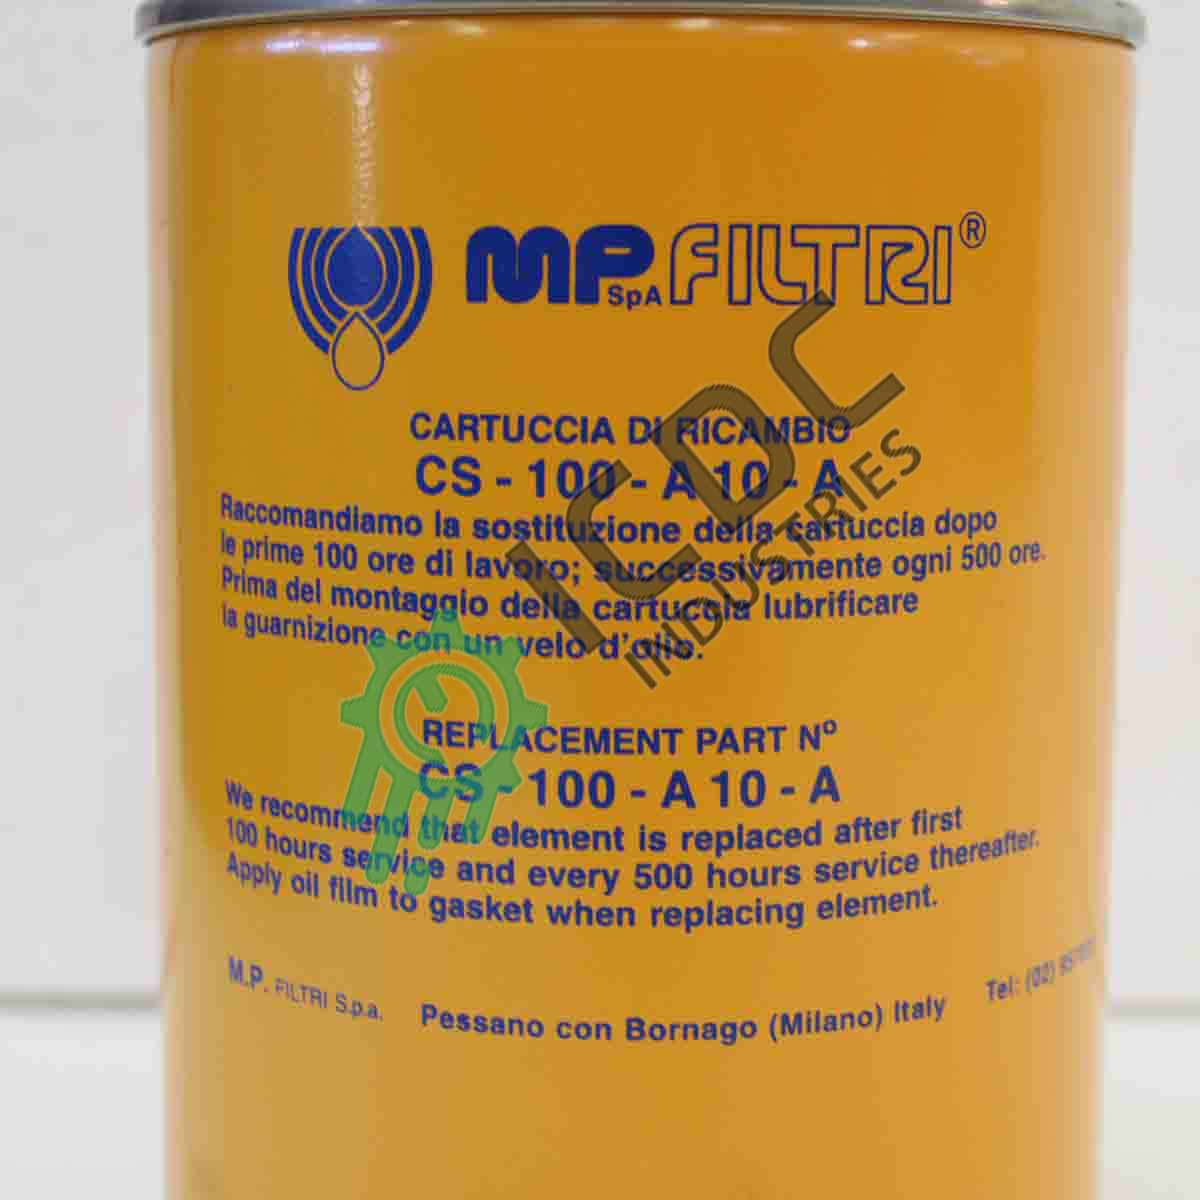 MP SpA FILTRI®
CARTUCCIA DI RICAMBIO
CS - 100 - A 10 - A
Raccomandiamo la sostituzione della cartuccia dopo
le prime 100 ore di lavoro; successivamente ogni 500 ore.
Prima del montaggio della cartuccia lubrificare
la guarnizione con un velo d'olio.
REPLACEMENT PART Nº
CS - 100 - A 10 - A
We recommend that element is replaced after first
100 hours service and every 500 hours service thereafter.
Apply oil film to gasket when replacing element.
M.P. FILTRI S.p.a. Pessano con Bornago (Milano) Italy Tel: (02)
ICDC
INDUSTRIES